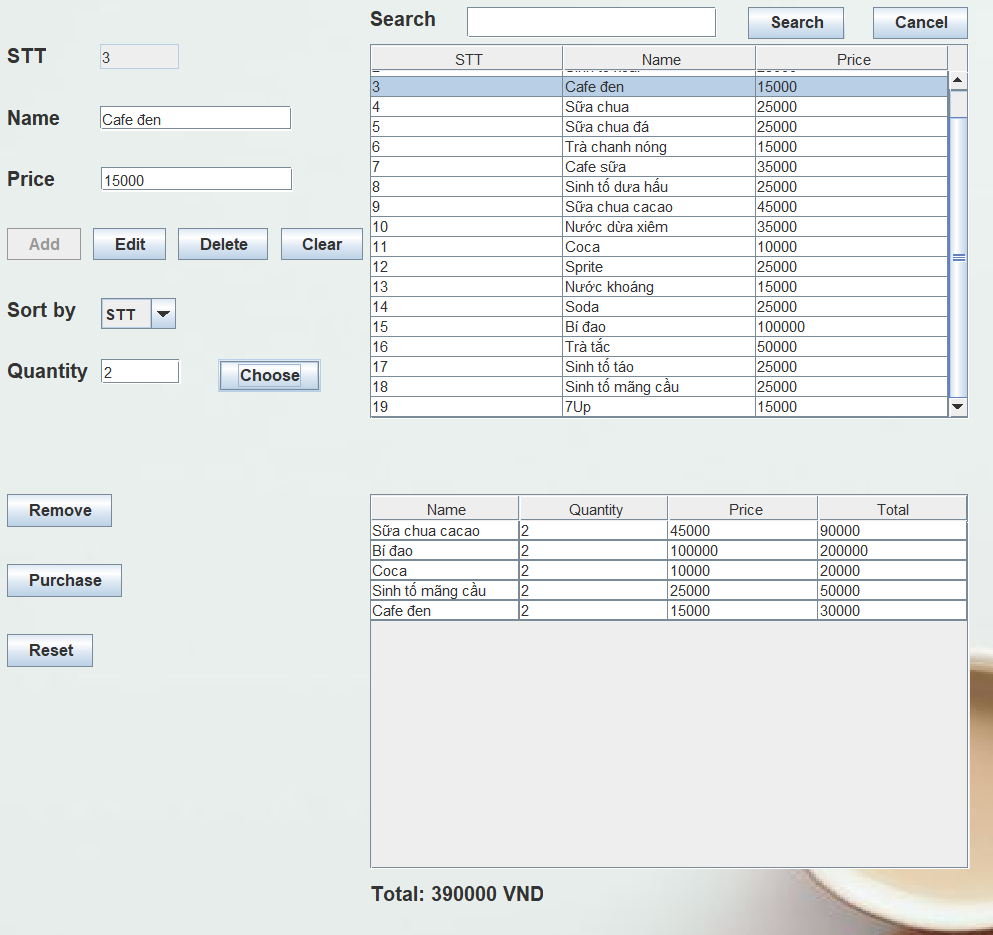 Search Search Cancel
STT 3
Name Cafe đen
Price 15000
Add Edit Delete Clear
Sort by STT
Quantity 2 Choose
STT Name Price
3 Cafe đen 15000
4 Sữa chua 25000
5 Sữa chua đá 25000
6 Trà chanh nóng 15000
7 Cafe sữa 35000
8 Sinh tố dưa hấu 25000
9 Sữa chua cacao 45000
10 Nước dừa xiêm 35000
11 Coca 10000
12 Sprite 25000
13 Nước khoáng 15000
14 Soda 25000
15 Bí đao 100000
16 Trà tắc 50000
17 Sinh tố táo 25000
18 Sinh tố mãng cầu 25000
19 7Up 15000
Remove
Purchase
Reset
Name Quantity Price Total
Sữa chua cacao 2 45000 90000
Bí đao 2 100000 200000
Coca 2 10000 20000
Sinh tố mãng cầu 2 25000 50000
Cafe đen 2 15000 30000
Total: 390000 VND